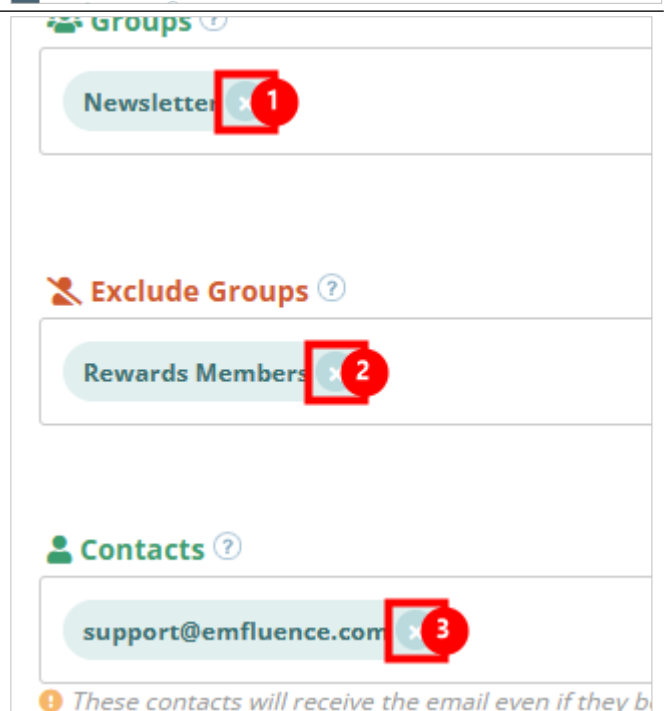 Groups ?
Newsletter x 1
Exclude Groups ?
Rewards Members x 2
Contacts ?
support@emfluence.com x 3
These contacts will receive the email even if they